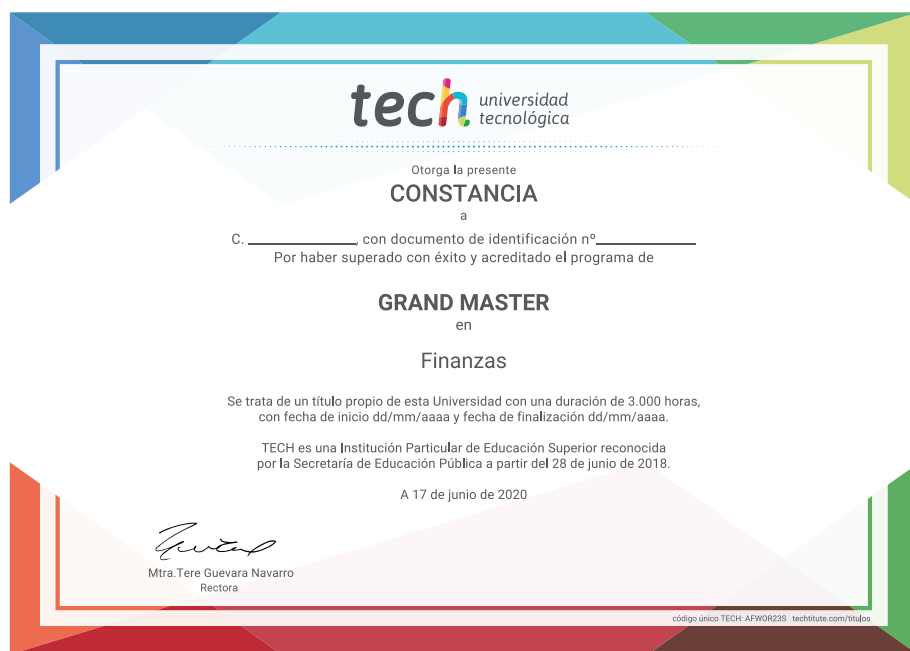 tech universidad
tecnológica
Otorga la presente
CONSTANCIA
a
C. ______________, con documento de identificación nº_____________
Por haber superado con éxito y acreditado el programa de
GRAND MASTER
en
Finanzas
Se trata de un título propio de esta Universidad con una duración de 3.000 horas,
con fecha de inicio dd/mm/aaaa y fecha de finalización dd/mm/aaaa.
TECH es una Institución Particular de Educación Superior reconocida
por la Secretaría de Educación Pública a partir del 28 de junio de 2018.
A 17 de junio de 2020
Mtra.Tere Guevara Navarro
Rectora
código único TECH: AFWOR23S techtitute.com/titulos